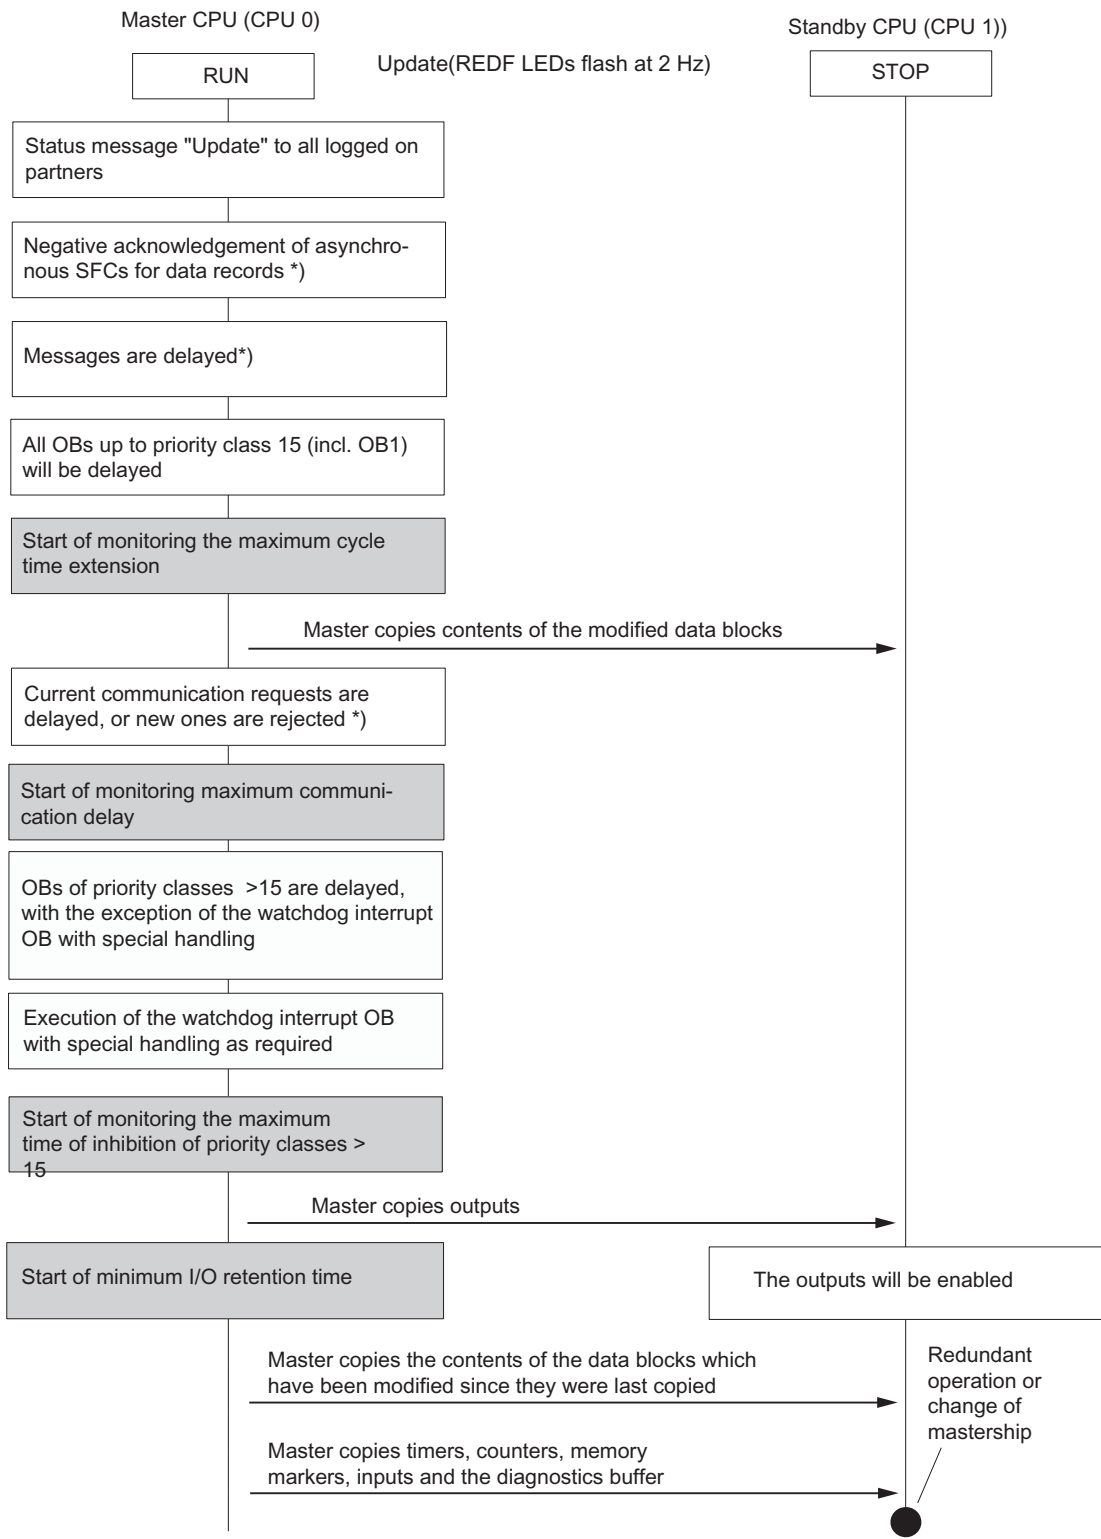 Master CPU (CPU 0)
Standby CPU (CPU 1))
Update(REDF LEDs flash at 2 Hz)
RUN
STOP
Status message "Update" to all logged on
partners
Negative acknowledgement of asynchro-
nous SFCs for data records *)
Messages are delayed*)
All OBs up to priority class 15 (incl. OB1)
will be delayed
Start of monitoring the maximum cycle
time extension
Master copies contents of the modified data blocks
Current communication requests are
delayed, or new ones are rejected *)
Start of monitoring maximum communi-
cation delay
OBs of priority classes  >15 are delayed,
with the exception of the watchdog interrupt
OB with special handling
Execution of the watchdog interrupt OB
with special handling as required
Start of monitoring the maximum
time of inhibition of priority classes >
15
Master copies outputs
Start of minimum I/O retention time
The outputs will be enabled
Master copies the contents of the data blocks which
have been modified since they were last copied
Redundant
operation or
change of
mastership
Master copies timers, counters, memory
markers, inputs and the diagnostics buffer